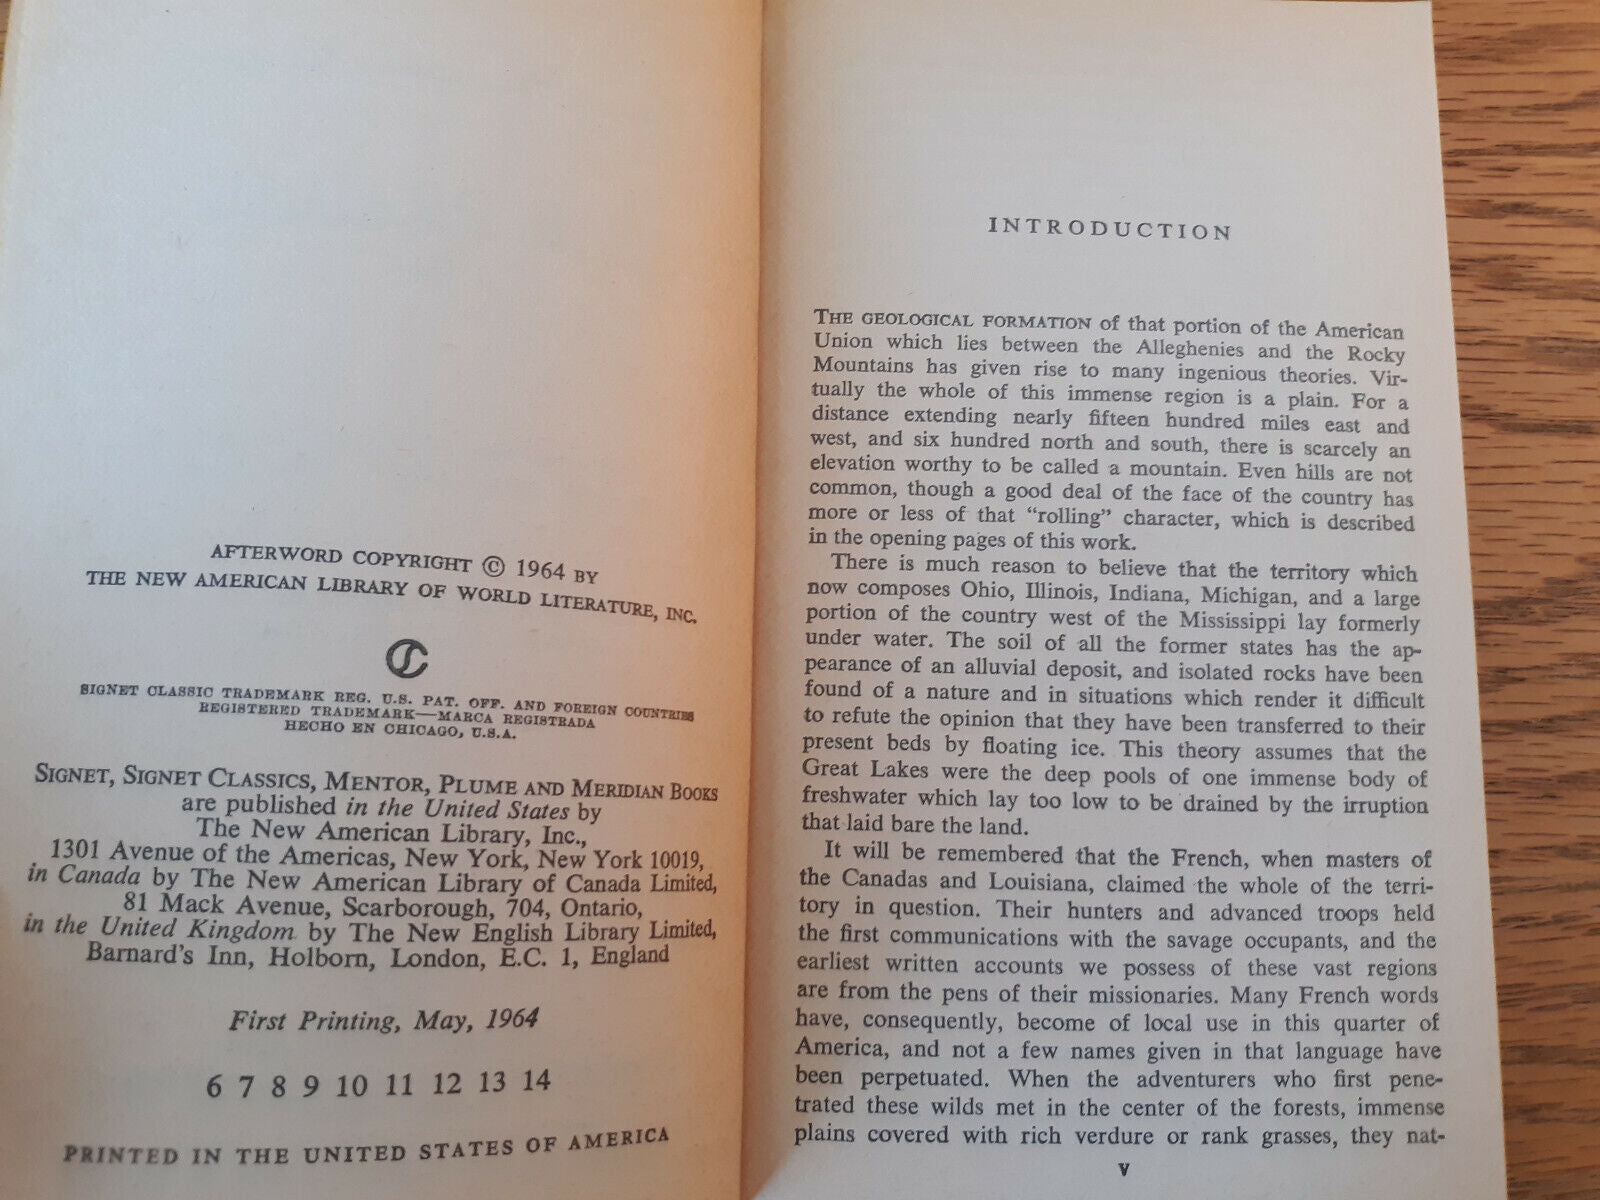 AFTERWORD COPYRIGHT © 1964 BY
THE NEW AMERICAN LIBRARY OF WORLD LITERATURE, INC.
SIGNET CLASSIC TRADEMARK REG. U.S. PAT. OFF. AND FOREIGN COUNTRIES
REGISTERED TRADEMARK—MARCA REGISTRADA
HECHO EN CHICAGO, U.S.A.
SIGNET, SIGNET CLASSICS, MENTOR, PLUME AND MERIDIAN BOOKS
are published in the United States by
The New American Library, Inc.,
1301 Avenue of the Americas, New York, New York 10019,
in Canada by The New American Library of Canada Limited,
81 Mack Avenue, Scarborough, 704, Ontario,
in the United Kingdom by The New English Library Limited,
Barnard's Inn, Holborn, London, E.C. 1, England
First Printing, May, 1964
6 7 8 9 10 11 12 13 14
PRINTED IN THE UNITED STATES OF AMERICA
INTRODUCTION
THE GEOLOGICAL FORMATION of that portion of the American
Union which lies between the Alleghenies and the Rocky
Mountains has given rise to many ingenious theories. Vir-
tually the whole of this immense region is a plain. For a
distance extending nearly fifteen hundred miles east and
west, and six hundred north and south, there is scarcely an
elevation worthy to be called a mountain. Even hills are not
common, though a good deal of the face of the country has
more or less of that “rolling” character, which is described
in the opening pages of this work.
There is much reason to believe that the territory which
now composes Ohio, Illinois, Indiana, Michigan, and a large
portion of the country west of the Mississippi lay formerly
under water. The soil of all the former states has the ap-
pearance of an alluvial deposit, and isolated rocks have been
found of a nature and in situations which render it difficult
to refute the opinion that they have been transferred to their
present beds by floating ice. This theory assumes that the
Great Lakes were the deep pools of one immense body of
freshwater which lay too low to be drained by the irruption
that laid bare the land.
It will be remembered that the French, when masters of
the Canadas and Louisiana, claimed the whole of the terri-
tory in question. Their hunters and advanced troops held
the first communications with the savage occupants, and the
earliest written accounts we possess of these vast regions
are from the pens of their missionaries. Many French words
have, consequently, become of local use in this quarter of
America, and not a few names given in that language have
been perpetuated. When the adventurers who first pene-
trated these wilds met in the center of the forests, immense
plains covered with rich verdure or rank grasses, they nat-
v